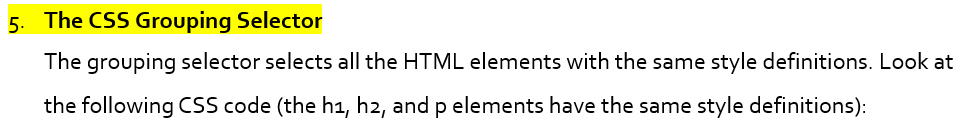 5. The CSS Grouping Selector
The grouping selector selects all the HTML elements with the same style definitions. Look at
the following CSS code (the h1, h2, and p elements have the same style definitions):